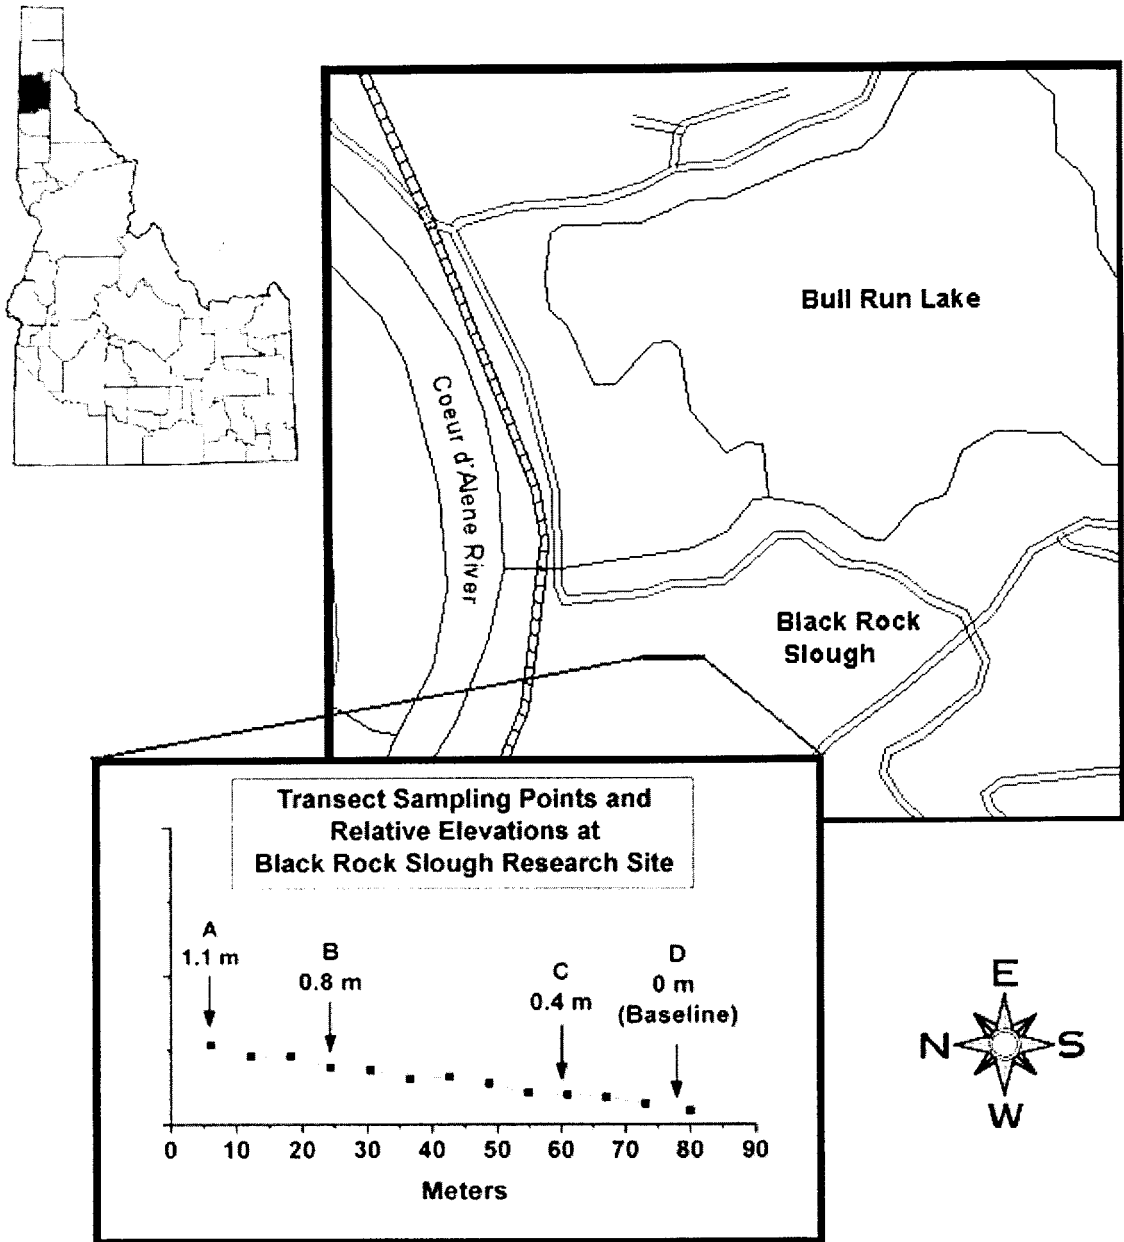 Bull Run Lake
Coeur d'Alene River
Black Rock
Slough
Transect Sampling Points and
Relative Elevations at
Black Rock Slough Research Site
A
1.1 m
B
0.8 m
C
0.4 m
D
0 m
(Baseline)
0 10 20 30 40 50 60 70 80 90
Meters
E
N S
W